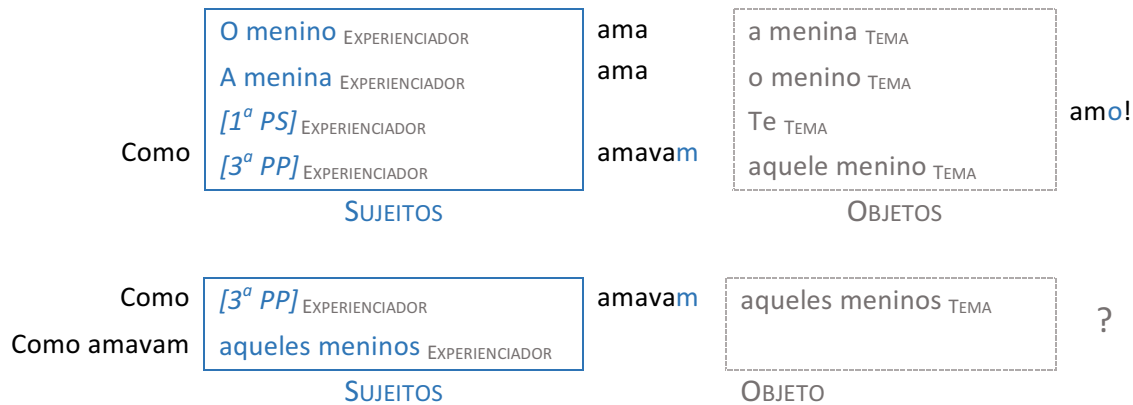 O menino EXPERIENCIADOR ama a menina TEMA
A menina EXPERIENCIADOR ama o menino TEMA
[1ª PS] EXPERIENCIADOR Te TEMA amo!
Como [3ª PP] EXPERIENCIADOR amavam aquele menino TEMA
SUJEITOS OBJETOS
Como [3ª PP] EXPERIENCIADOR amavam aqueles meninos TEMA ?
Como amavam aqueles meninos EXPERIENCIADOR
SUJEITOS OBJETO